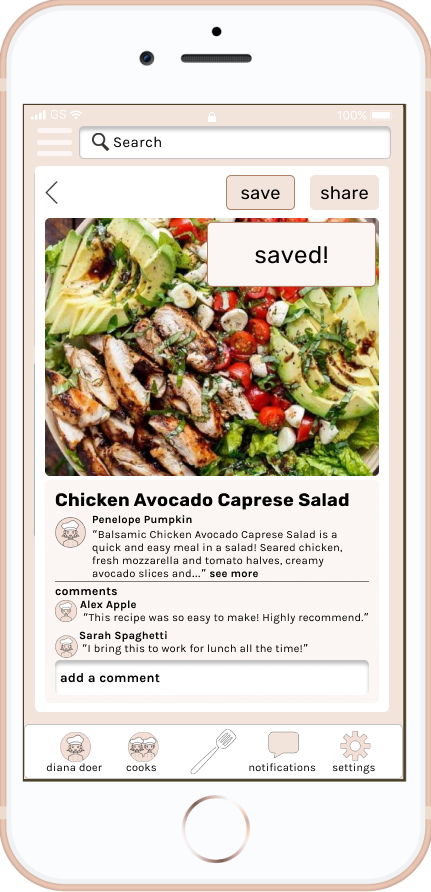 GS
100%
Search
save
share
saved!
Chicken Avocado Caprese Salad
Penelope Pumpkin
"Balsamic Chicken Avocado Caprese Salad is a
quick and easy meal in a salad! Seared chicken,
fresh mozzarella and tomato halves, creamy
avocado slices and..." see more
comments
Alex Apple
"This recipe was so easy to make! Highly recommend."
Sarah Spaghetti
"I bring this to work for lunch all the time!"
add a comment
diana doer
cooks
notifications
settings